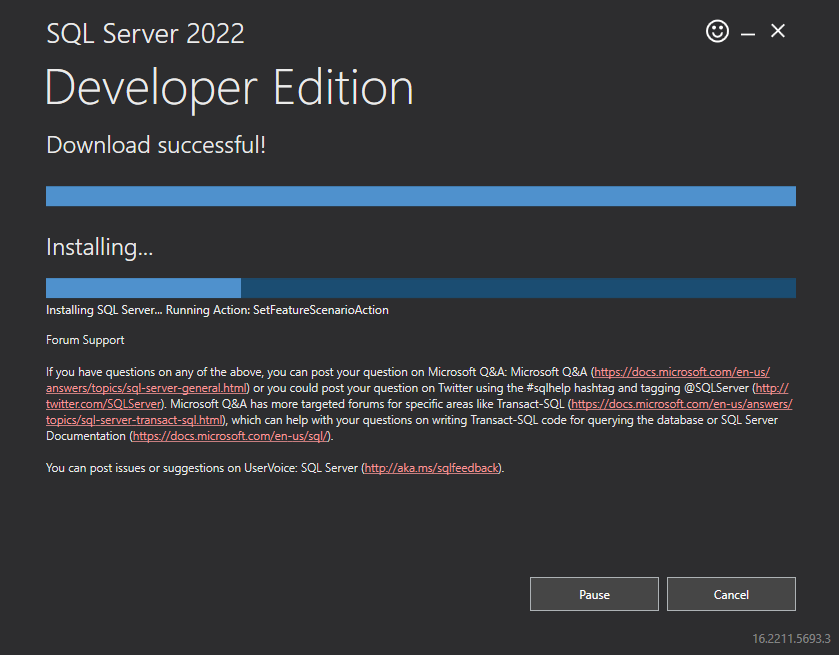 SQL Server 2022
Developer Edition
Download successful!
Installing...
Installing SQL Server... Running Action: SetFeatureScenarioAction
Forum Support
If you have questions on any of the above, you can post your question on Microsoft Q&A: Microsoft Q&A (https://docs.microsoft.com/en-us/
answers/topics/sql-server-general.html) or you could post your question on Twitter using the #sqlhelp hashtag and tagging @SQLServer (http://
twitter.com/SQLServer). Microsoft Q&A has more targeted forums for specific areas like Transact-SQL (https://docs.microsoft.com/en-us/answers/
topics/sql-server-transact-sql.html), which can help with your questions on writing Transact-SQL code for querying the database or SQL Server
Documentation (https://docs.microsoft.com/en-us/sql/).
You can post issues or suggestions on UserVoice: SQL Server (http://aka.ms/sqlfeedback).
Pause
Cancel
16.2211.5693.3